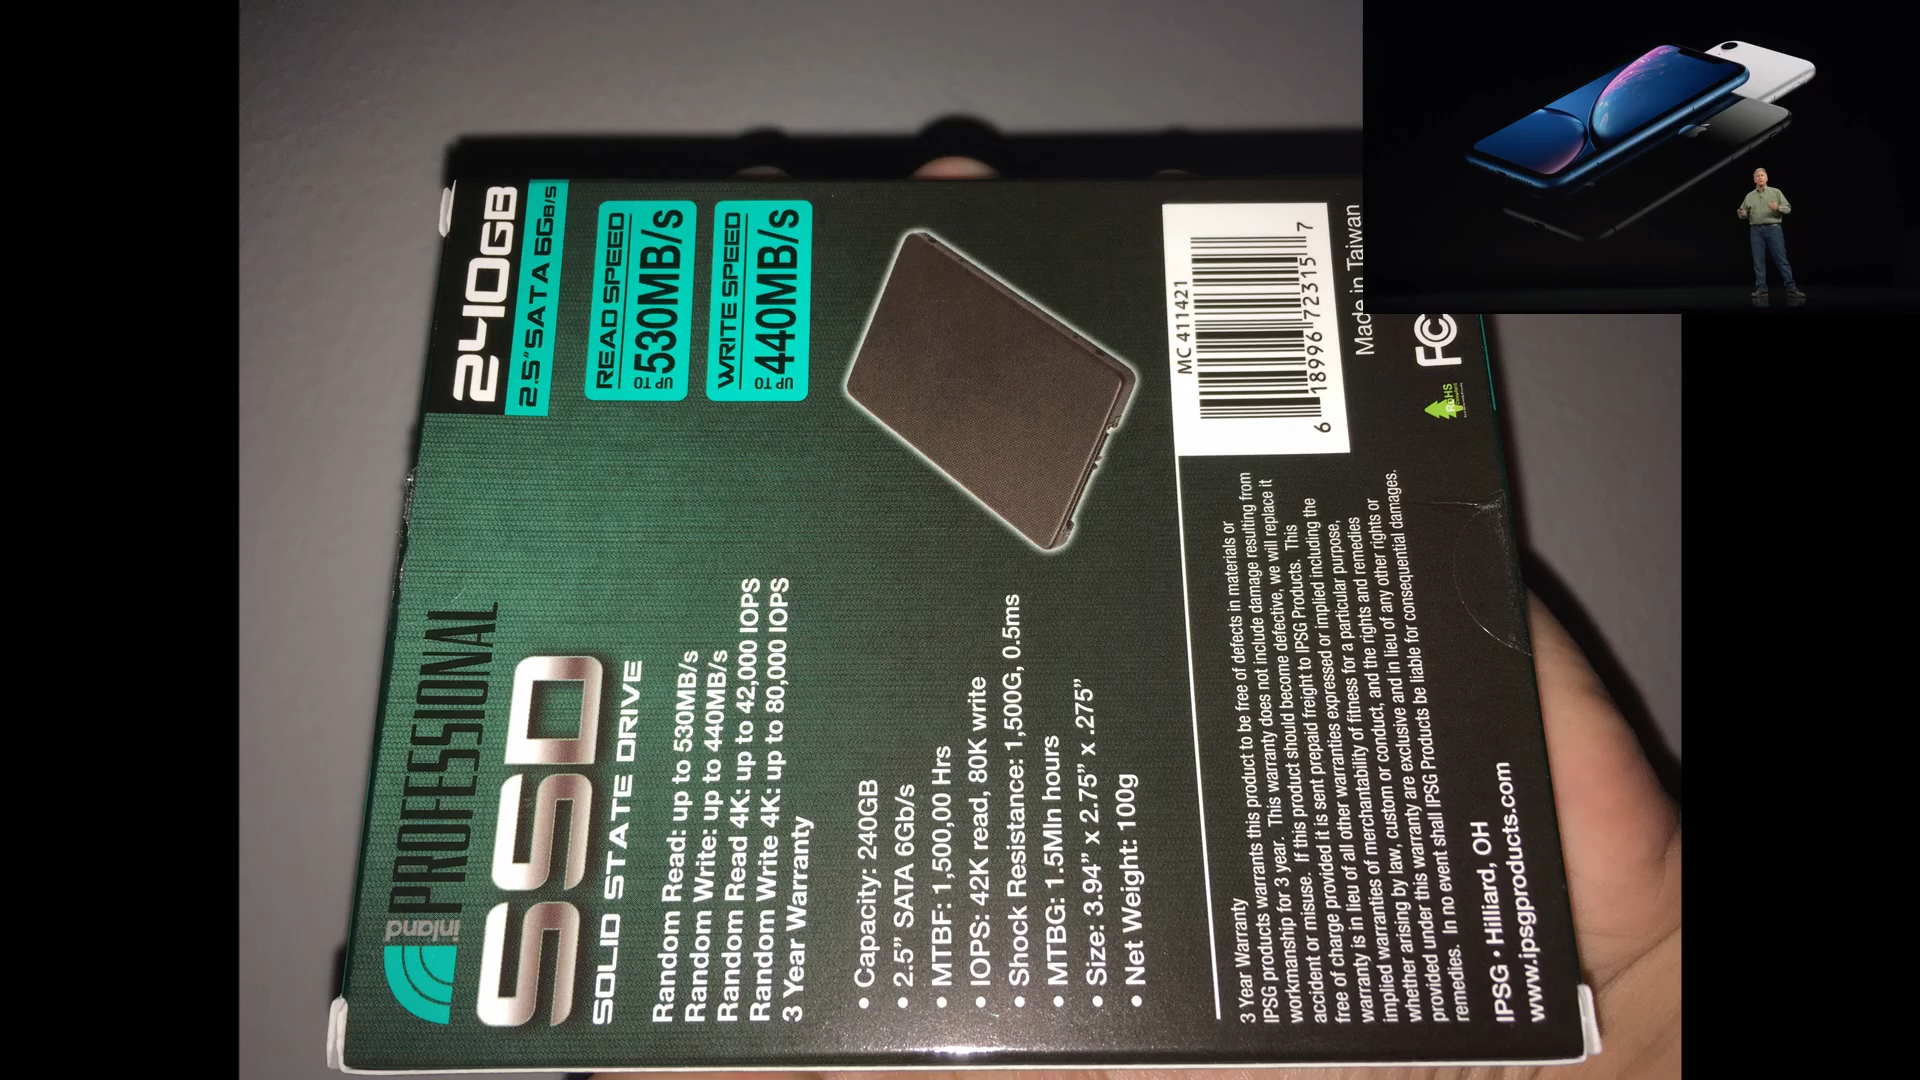 inland
PROFESSIONAL
240GB
2.5" SATA 6GB/S
SSD
SOLID STATE DRIVE
READ SPEED
UP TO 530MB/s
WRITE SPEED
UP TO 440MB/s
Random Read: up to 530MB/s
Random Write: up to 440MB/s
Random Read 4K: up to 42,000 IOPS
Random Write 4K: up to 80,000 IOPS
3 Year Warranty
• Capacity: 240GB
• 2.5” SATA 6Gb/s
• MTBF: 1,500,00 Hrs
• IOPS: 42K read, 80K write
• Shock Resistance: 1,500G, 0.5ms
• MTBG: 1.5Mln hours
• Size: 3.94” x 2.75” x .275”
• Net Weight: 100g
MC 411421
6 18996 72315 7
3 Year Warranty
IPSG products warrants this product to be free of defects in materials or
workmanship for 3 year. This warranty does not include damage resulting from
accident or misuse. If this product should become defective, we will replace it
free of charge provided it is sent prepaid freight to IPSG Products. This
warranty is in lieu of all other warranties expressed or implied including the
implied warranties of merchantability of fitness for a particular purpose,
whether arising by law, custom or conduct, and the rights and remedies
provided under this warranty are exclusive and in lieu of any other rights or
remedies. In no event shall IPSG Products be liable for consequential damages.
Made in Taiwan
FC
RoHS
IPSG • Hilliard, OH
www.ipsgproducts.com